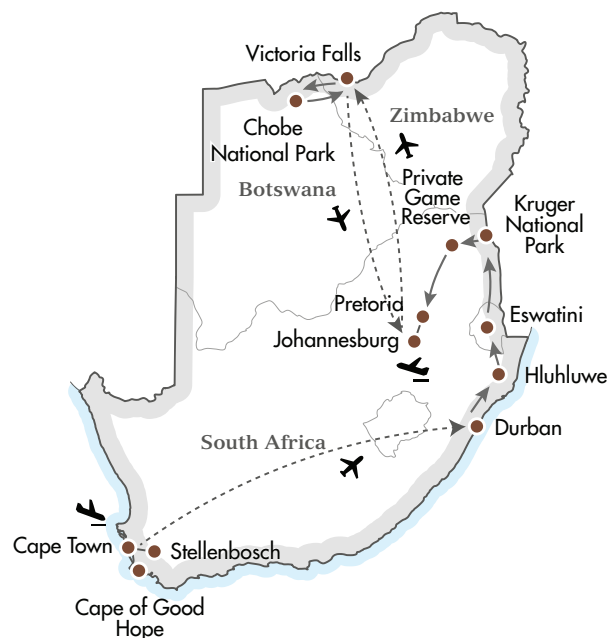 Victoria Falls
Zimbabwe
Chobe
National Park
Private
Game
Reserve
Botswana
Kruger
National
Park
Pretoria
Eswatini
Johannesburg
Hluhluwe
Durban
South Africa
Cape Town
Stellenbosch
Cape of Good
Hope